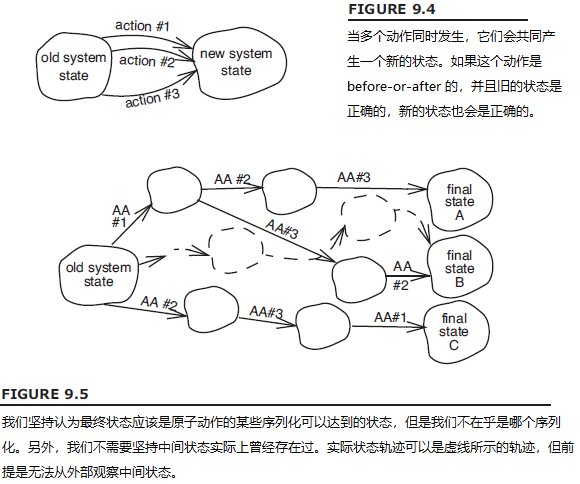 action #1
old system
state
action #2
new system
state
action #3
FIGURE 9.4
当多个动作同时发生，它们会共同产
生一个新的状态。如果这个动作是
before-or-after 的，并且旧的状态是
正确的，新的状态也会是正确的。
AA #2
AA#3
final
state
A
AA
#1
AA#3
old system
state
AA
#2
final
state
B
AA #2
AA#3
AA#1
final
state
C
FIGURE 9.5
我们坚持认为最终状态应该是原子动作的某些序列化可以达到的状态，但是我们不在乎是哪个序列
化。另外，我们不需要坚持中间状态实际上曾经存在过。实际状态轨迹可以是虚线所示的轨迹，但前
提是无法从外部观察中间状态。